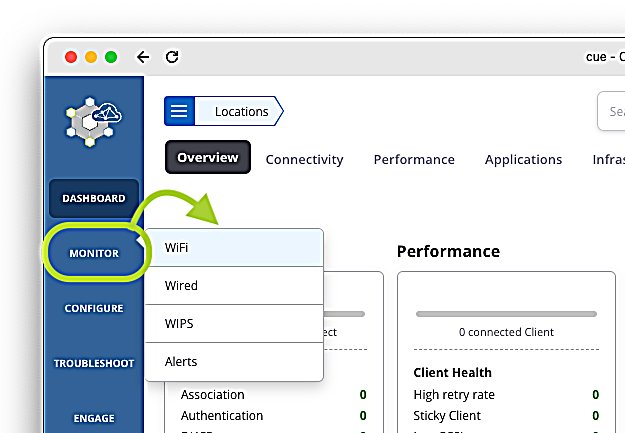 cue - C
Locations
Sea
Overview
Connectivity
Performance
Applications
Infras
DASHBOARD
MONITOR
CONFIGURE
TROUBLESHOOT
ENGAGE
WiFi
Wired
WIPS
Alerts
ect
Association 0
Authentication 0
Performance
0 connected Client
Client Health
High retry rate 0
Sticky Client 0